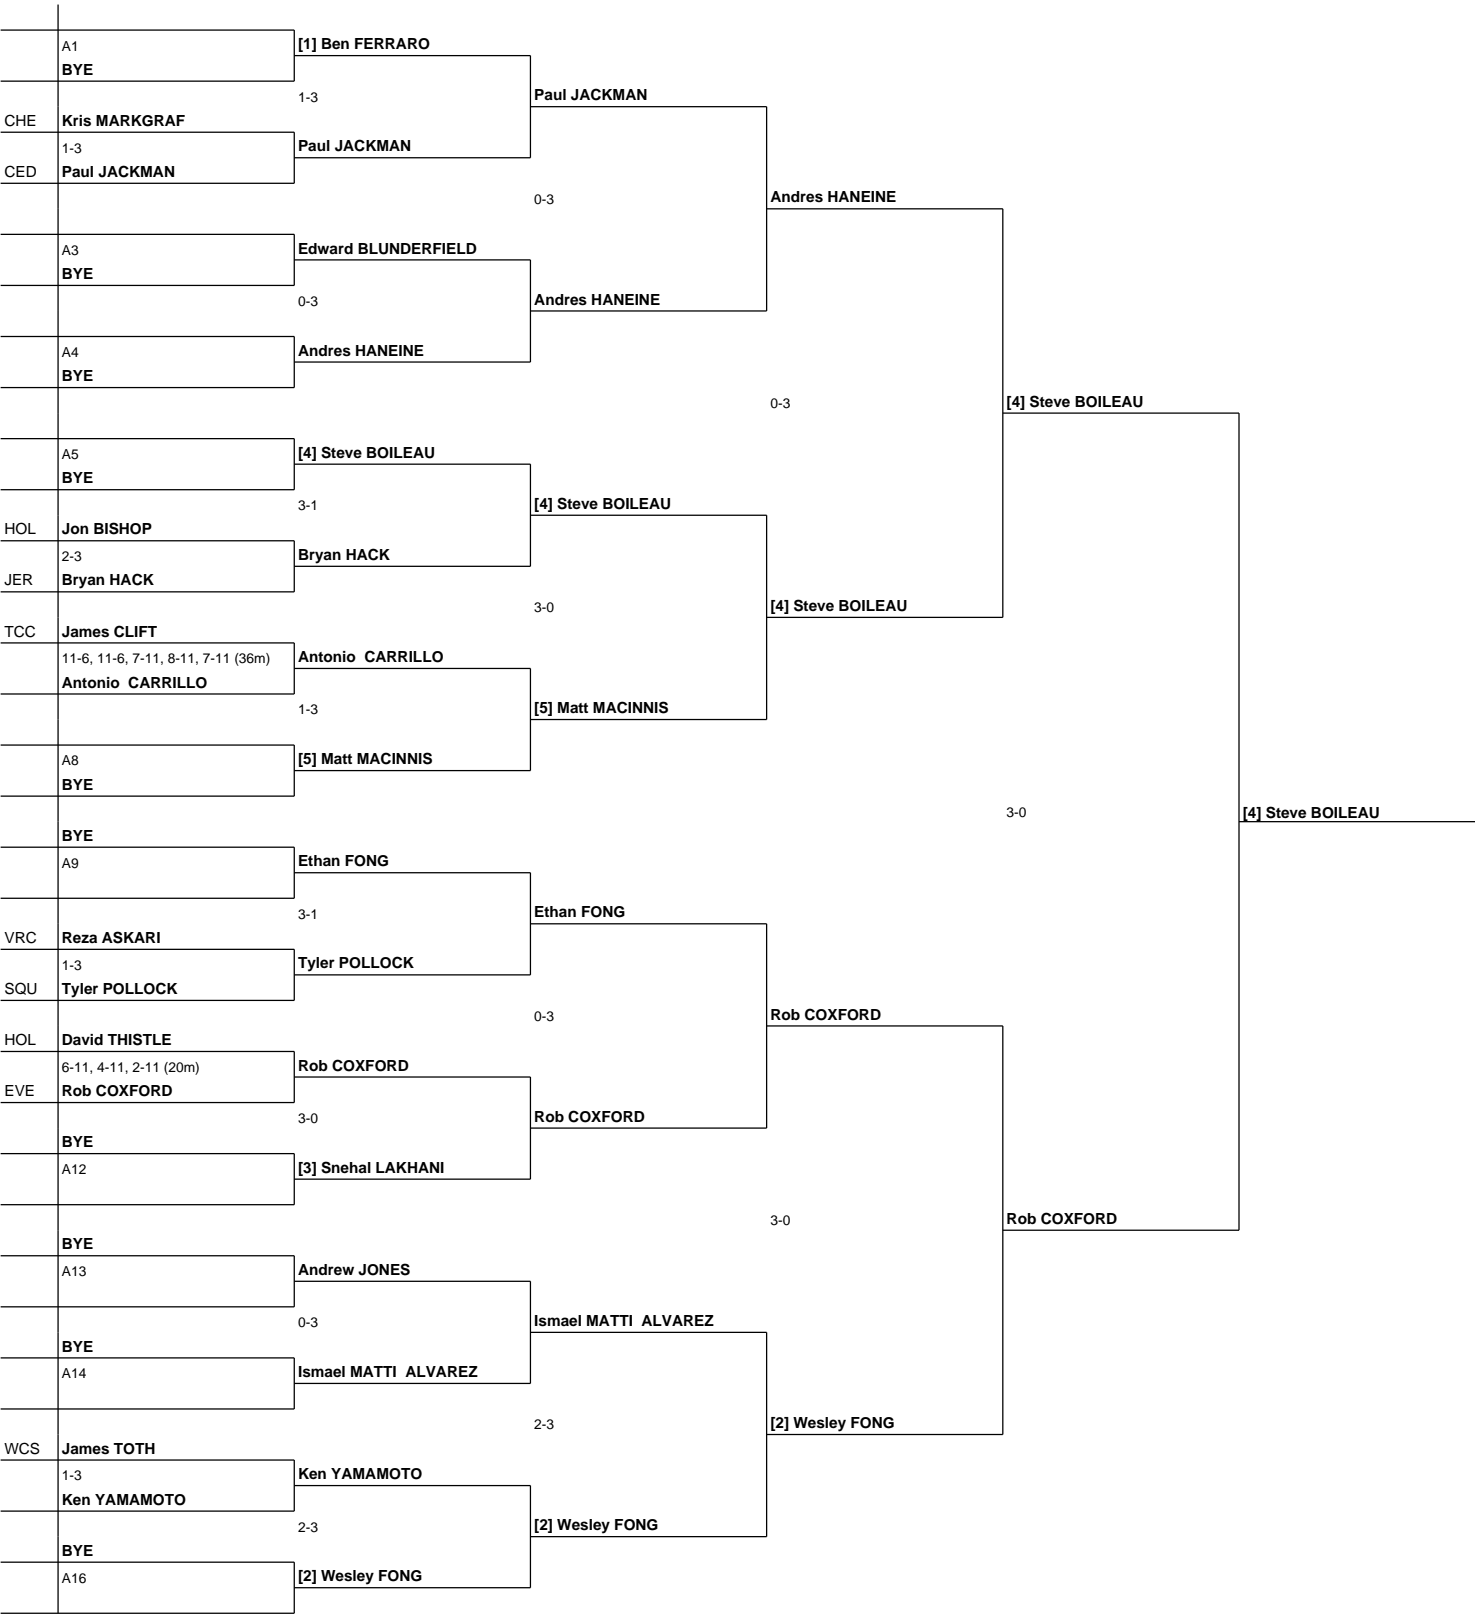 [1] Ben FERRARO
A1
BYE
Paul JACKMAN
1-3
CHE Kris MARKGRAF
1-3
Paul JACKMAN
CED Paul JACKMAN
Andres HANEINE
0-3
A3
Edward BLUNDERFIELD
BYE
Andres HANEINE
0-3
A4
Andres HANEINE
BYE
[4] Steve BOILEAU
0-3
A5
[4] Steve BOILEAU
BYE
[4] Steve BOILEAU
3-1
HOL Jon BISHOP
2-3
Bryan HACK
JER Bryan HACK
[4] Steve BOILEAU
3-0
TCC James CLIFT
11-6, 11-6, 7-11, 8-11, 7-11 (36m)
Antonio CARRILLO
Antonio CARRILLO
[5] Matt MACINNIS
1-3
A8
[5] Matt MACINNIS
BYE
[4] Steve BOILEAU
3-0
BYE
A9
Ethan FONG
Ethan FONG
3-1
VRC Reza ASKARI
1-3
Tyler POLLOCK
SQU Tyler POLLOCK
Rob COXFORD
0-3
HOL David THISTLE
6-11, 4-11, 2-11 (20m)
Rob COXFORD
EVE Rob COXFORD
Rob COXFORD
3-0
BYE
A12
[3] Snehal LAKHANI
Rob COXFORD
3-0
BYE
A13
Andrew JONES
Ismael MATTI ALVAREZ
0-3
BYE
A14
Ismael MATTI ALVAREZ
[2] Wesley FONG
2-3
WCS James TOTH
1-3
Ken YAMAMOTO
Ken YAMAMOTO
[2] Wesley FONG
2-3
BYE
A16
[2] Wesley FONG